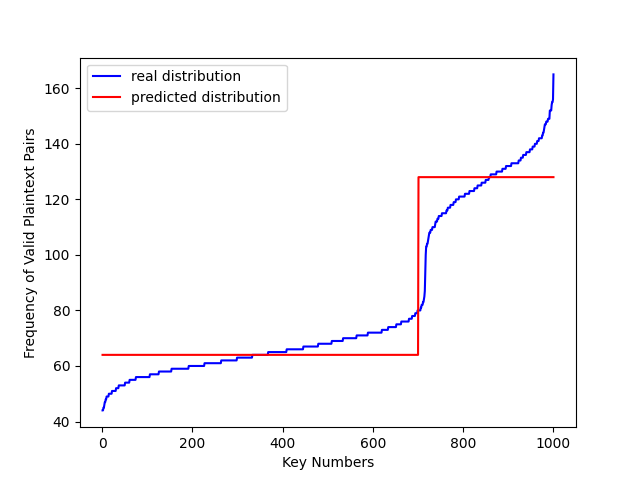 real distribution
predicted distribution
Frequency of Valid Plaintext Pairs
160
140
120
100
80
60
40
0 200 400 600 800 1000
Key Numbers